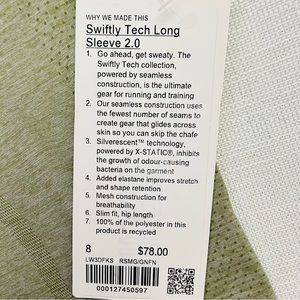 WHY WE MADE THIS
Swiftly Tech Long
Sleeve 2.0
1. Go ahead, get sweaty. The
Swiftly Tech collection,
powered by seamless
construction, is the ultimate
gear for running and training
2. Our seamless construction uses
the fewest number of seams to
create gear that glides across
skin so you can skip the chafe
3. Silverescent™ technology,
powered by X-STATIC®, inhibits
the growth of odour-causing
bacteria on the garment
4. Added elastane improves stretch
and shape retention
5. Mesh construction for
breathability
6. Slim fit, hip length
7. 100% of the polyester in this
product is recycled
8 $78.00
LW3DFKS RSMG/GNFN
000127450597